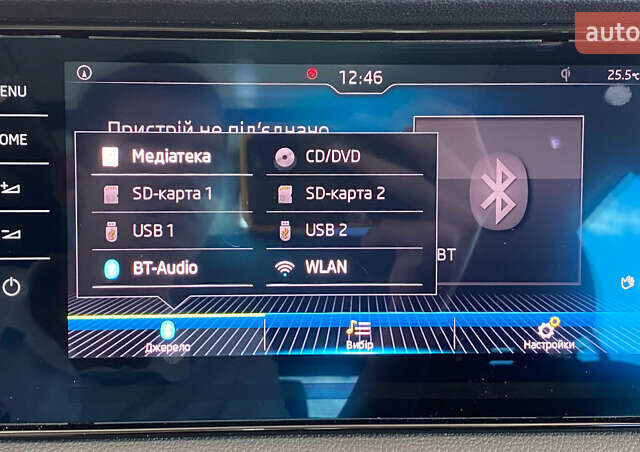 auto
12:46
25.5°C
ENU
OME
Пристрій не під'єднано
Медіатека
CD/DVD
SD-карта 1
SD-карта 2
USB 1
USB 2
BT-Audio
WLAN
BT
Джерело
Вибір
Настройки